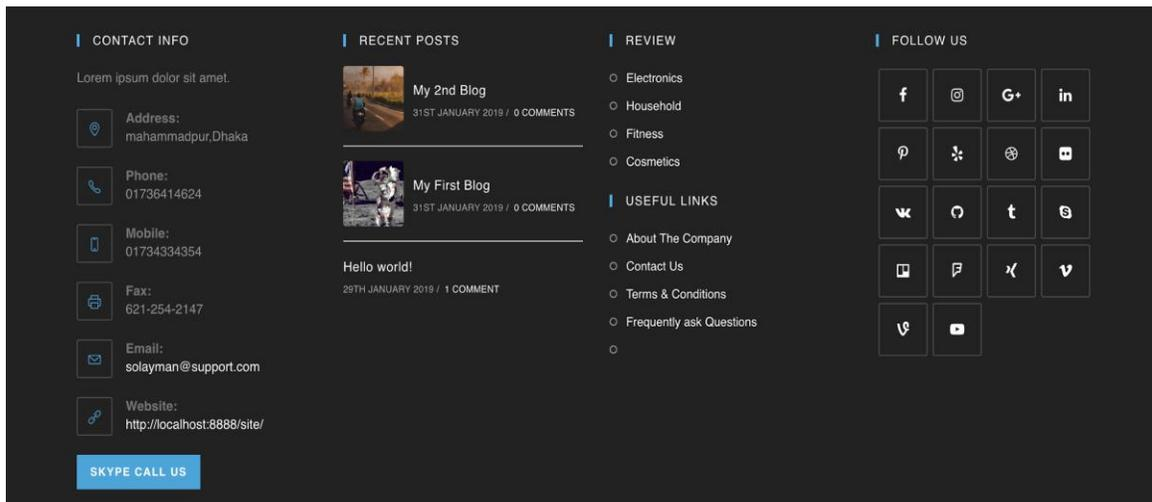 CONTACT INFO
Lorem ipsum dolor sit amet.
Address:
mahammadpur,Dhaka
Phone:
01736414624
Mobile:
01734334354
Fax:
621-254-2147
Email:
solayman@support.com
Website:
http://localhost:8888/site/
SKYPE CALL US
RECENT POSTS
My 2nd Blog
31ST JANUARY 2019 / 0 COMMENTS
My First Blog
31ST JANUARY 2019 / 0 COMMENTS
Hello world!
29TH JANUARY 2019 / 1 COMMENT
REVIEW
Electronics
Household
Fitness
Cosmetics
USEFUL LINKS
About The Company
Contact Us
Terms & Conditions
Frequently ask Questions
FOLLOW US